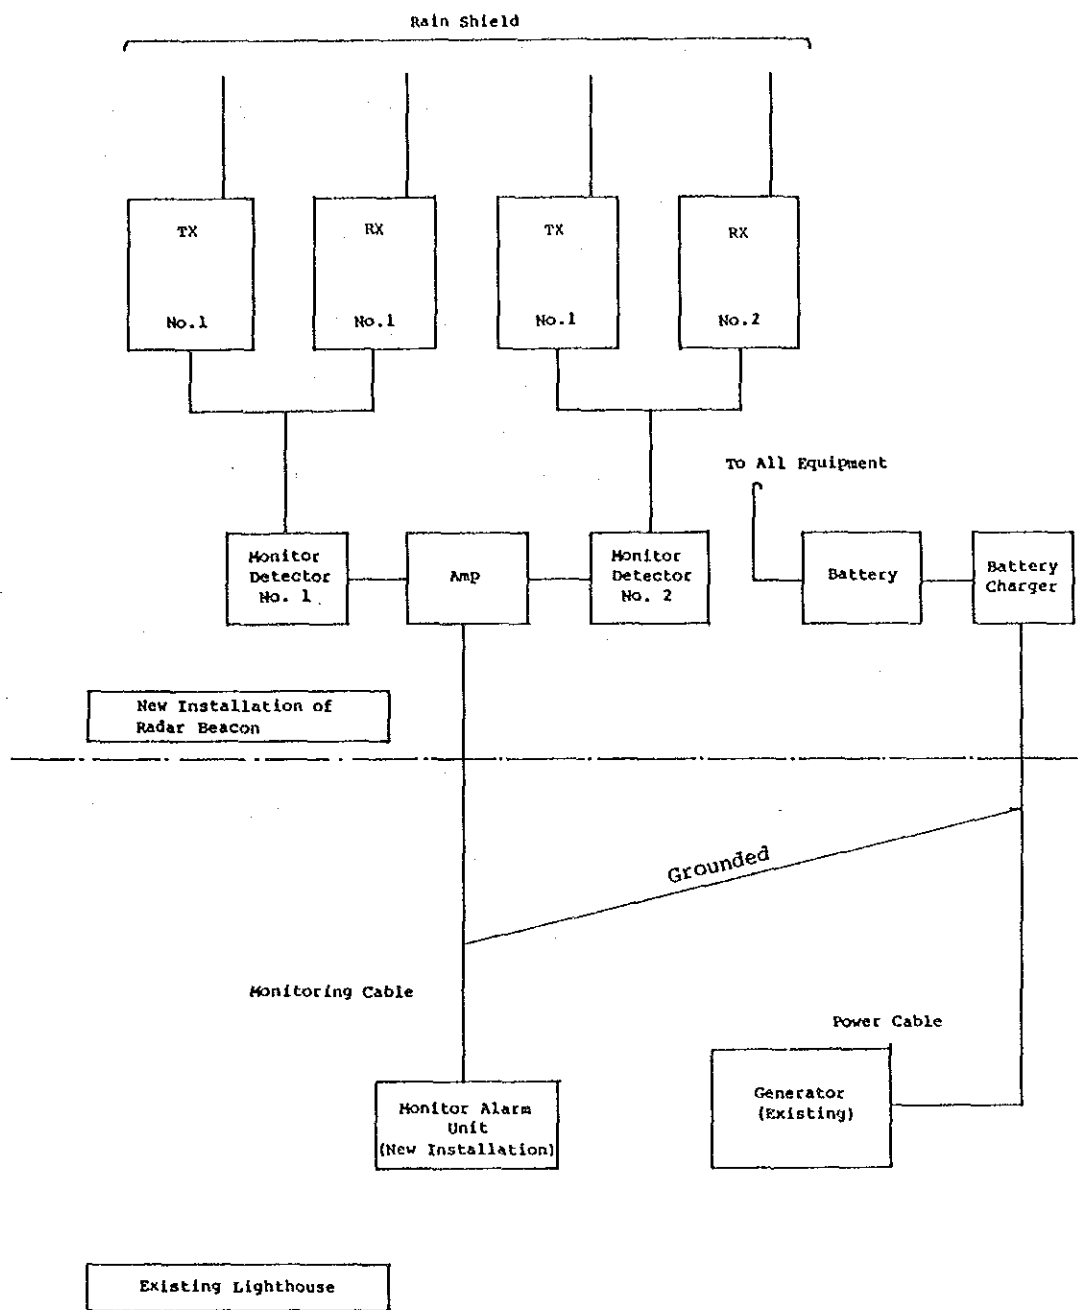 Rain Shield
TX
No.1
RX
No.1
TX
No.1
RX
No.2
To All Equipment
Monitor
Detector
No. 1
Amp
Monitor
Detector
No. 2
Battery
Battery
Charger
New Installation of
Radar Beacon
Grounded
Monitoring Cable
Power Cable
Monitor Alarm
Unit
(New Installation)
Generator
(Existing)
Existing Lighthouse